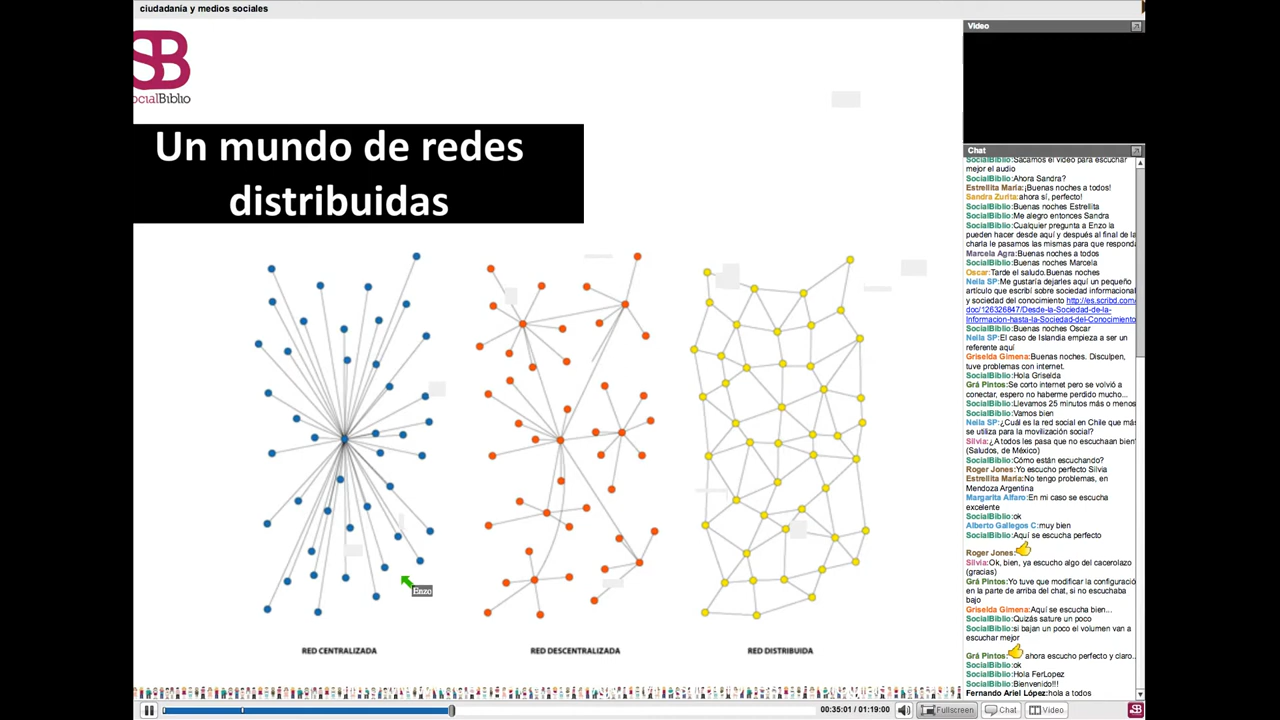 ciudadanía y medios sociales
SB
ocialBiblio
Un mundo de redes
distribuidas
RED CENTRALIZADA
RED DESCENTRALIZADA
RED DISTRIBUIDA
Enzo
Video
Chat
SocialBiblio:Sacamos el video para escuchar
mejor el audio
SocialBiblio:Ahora Sandra?
Estrellita María:¡Buenas noches a todos!
Sandra Zurita:ahora sí, perfecto!
SocialBiblio:Buenas noches Estrellita
SocialBiblio:Me alegro entonces Sandra
SocialBiblio:Cualquier pregunta a Enzo la
pueden hacer desde aquí y después al final de la
charla le pasamos las mismas para que respond
Marcela Agra:Buenas noches a todos
SocialBiblio:Buenas noches Marcela
Oscar:Tarde el saludo.Buenas noches
Neila SP:Me gustaría dejarles aquí un pequeño
artículo que escribí sobre sociedad informacional
y sociedad del conocimiento http://es.scribd.com/
doc/126326847/Desde-la-Sociedad-de-la-
Informacion-hasta-la-Sociedad-del-Conocimiento
SocialBiblio:Buenas noches Oscar
Neila SP:El caso de Islandia empieza a ser un
referente aquí
Griselda Gimena:Buenas noches. Disculpen,
tuve problemas con internet.
SocialBiblio:Hola Griselda
Grá Pintos:Se corto internet pero se volvió a
conectar, espero no haberme perdido mucho...
SocialBiblio:Llevamos 25 minutos más o menos
SocialBiblio:Vamos bien
Neila SP:¿Cuál es la red social en Chile que más
se utiliza para la movilización social?
Silvia:¿A todos les pasa que no escuchaan bien
(Saludos, de México)
SocialBiblio:Cómo están escuchando?
Roger Jones:Yo escucho perfecto Silvia
Estrellita María:No tengo problemas, en
Mendoza Argentina
Margarita Alfaro:En mi caso se escucha
excelente
SocialBiblio:ok
Alberto Gallegos C:muy bien
SocialBiblio:Aquí se escucha perfecto
Roger Jones:
Silvia:Ok, bien, ya escucho algo del cacerolazo
(gracias)
Grá Pintos:Yo tuve que modificar la configuració
en la parte de arriba del chat, si no escuchaba
bajo
Griselda Gimena:Aquí se escucha bien...
SocialBiblio:Quizás sature un poco
SocialBiblio:si bajan un poco el volumen van a
escuchar mejor
Grá Pintos: ahora escucho perfecto y claro..
SocialBiblio:ok
SocialBiblio:Hola FerLopez
SocialBiblio:Bienvenido!!!
Fernando Ariel López:hola a todos
00:35:01 / 01:19:00
Fullscreen
Chat
Video
SB